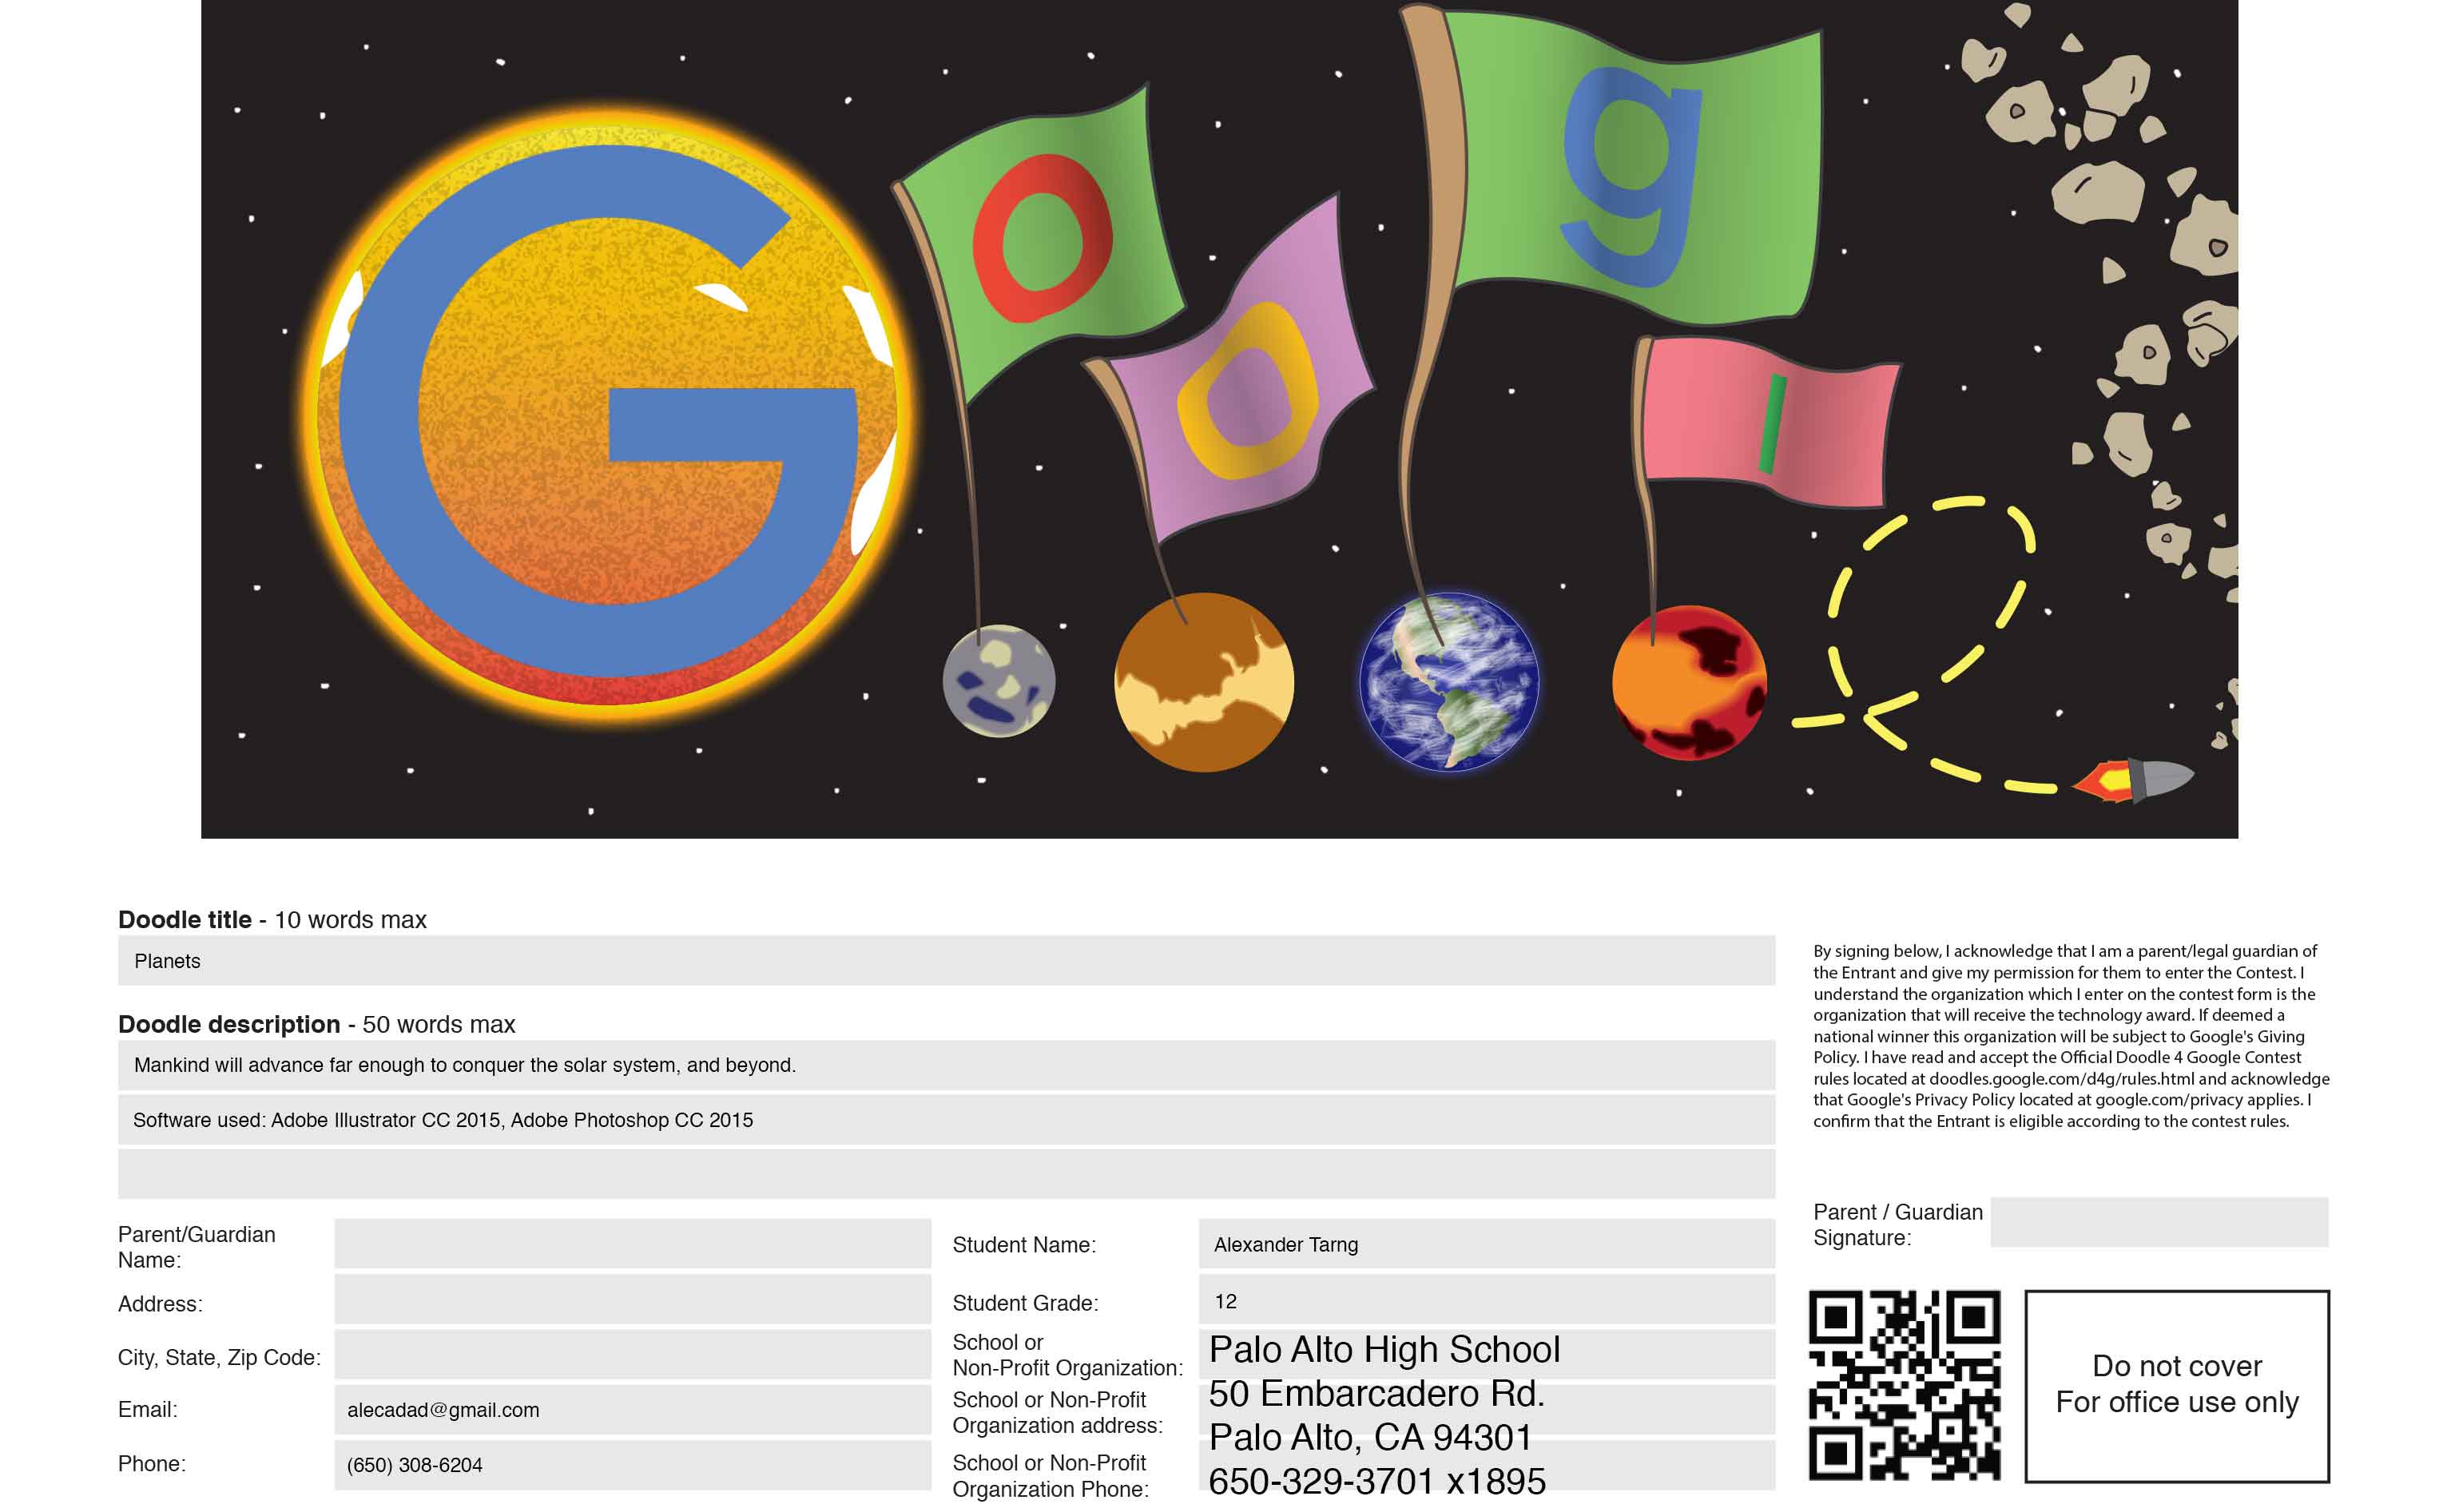 G o o g l
Doodle title - 10 words max
Planets
Doodle description - 50 words max
Mankind will advance far enough to conquer the solar system, and beyond.
Software used: Adobe Illustrator CC 2015, Adobe Photoshop CC 2015
By signing below, I acknowledge that I am a parent/legal guardian of
the Entrant and give my permission for them to enter the Contest. I
understand the organization which I enter on the contest form is the
organization that will receive the technology award. If deemed a
national winner this organization will be subject to Google's Giving
Policy. I have read and accept the Official Doodle 4 Google Contest
rules located at doodles.google.com/d4g/rules.html and acknowledge
that Google's Privacy Policy located at google.com/privacy applies. I
confirm that the Entrant is eligible according to the contest rules.
Parent / Guardian
Signature:
Parent/Guardian
Name:
Address:
City, State, Zip Code:
Email: alecadad@gmail.com
Phone: (650) 308-6204
Student Name: Alexander Tarng
Student Grade: 12
School or
Non-Profit Organization: Palo Alto High School
School or Non-Profit
Organization address: 50 Embarcadero Rd.
Palo Alto, CA 94301
School or Non-Profit
Organization Phone: 650-329-3701 x1895
Do not cover
For office use only